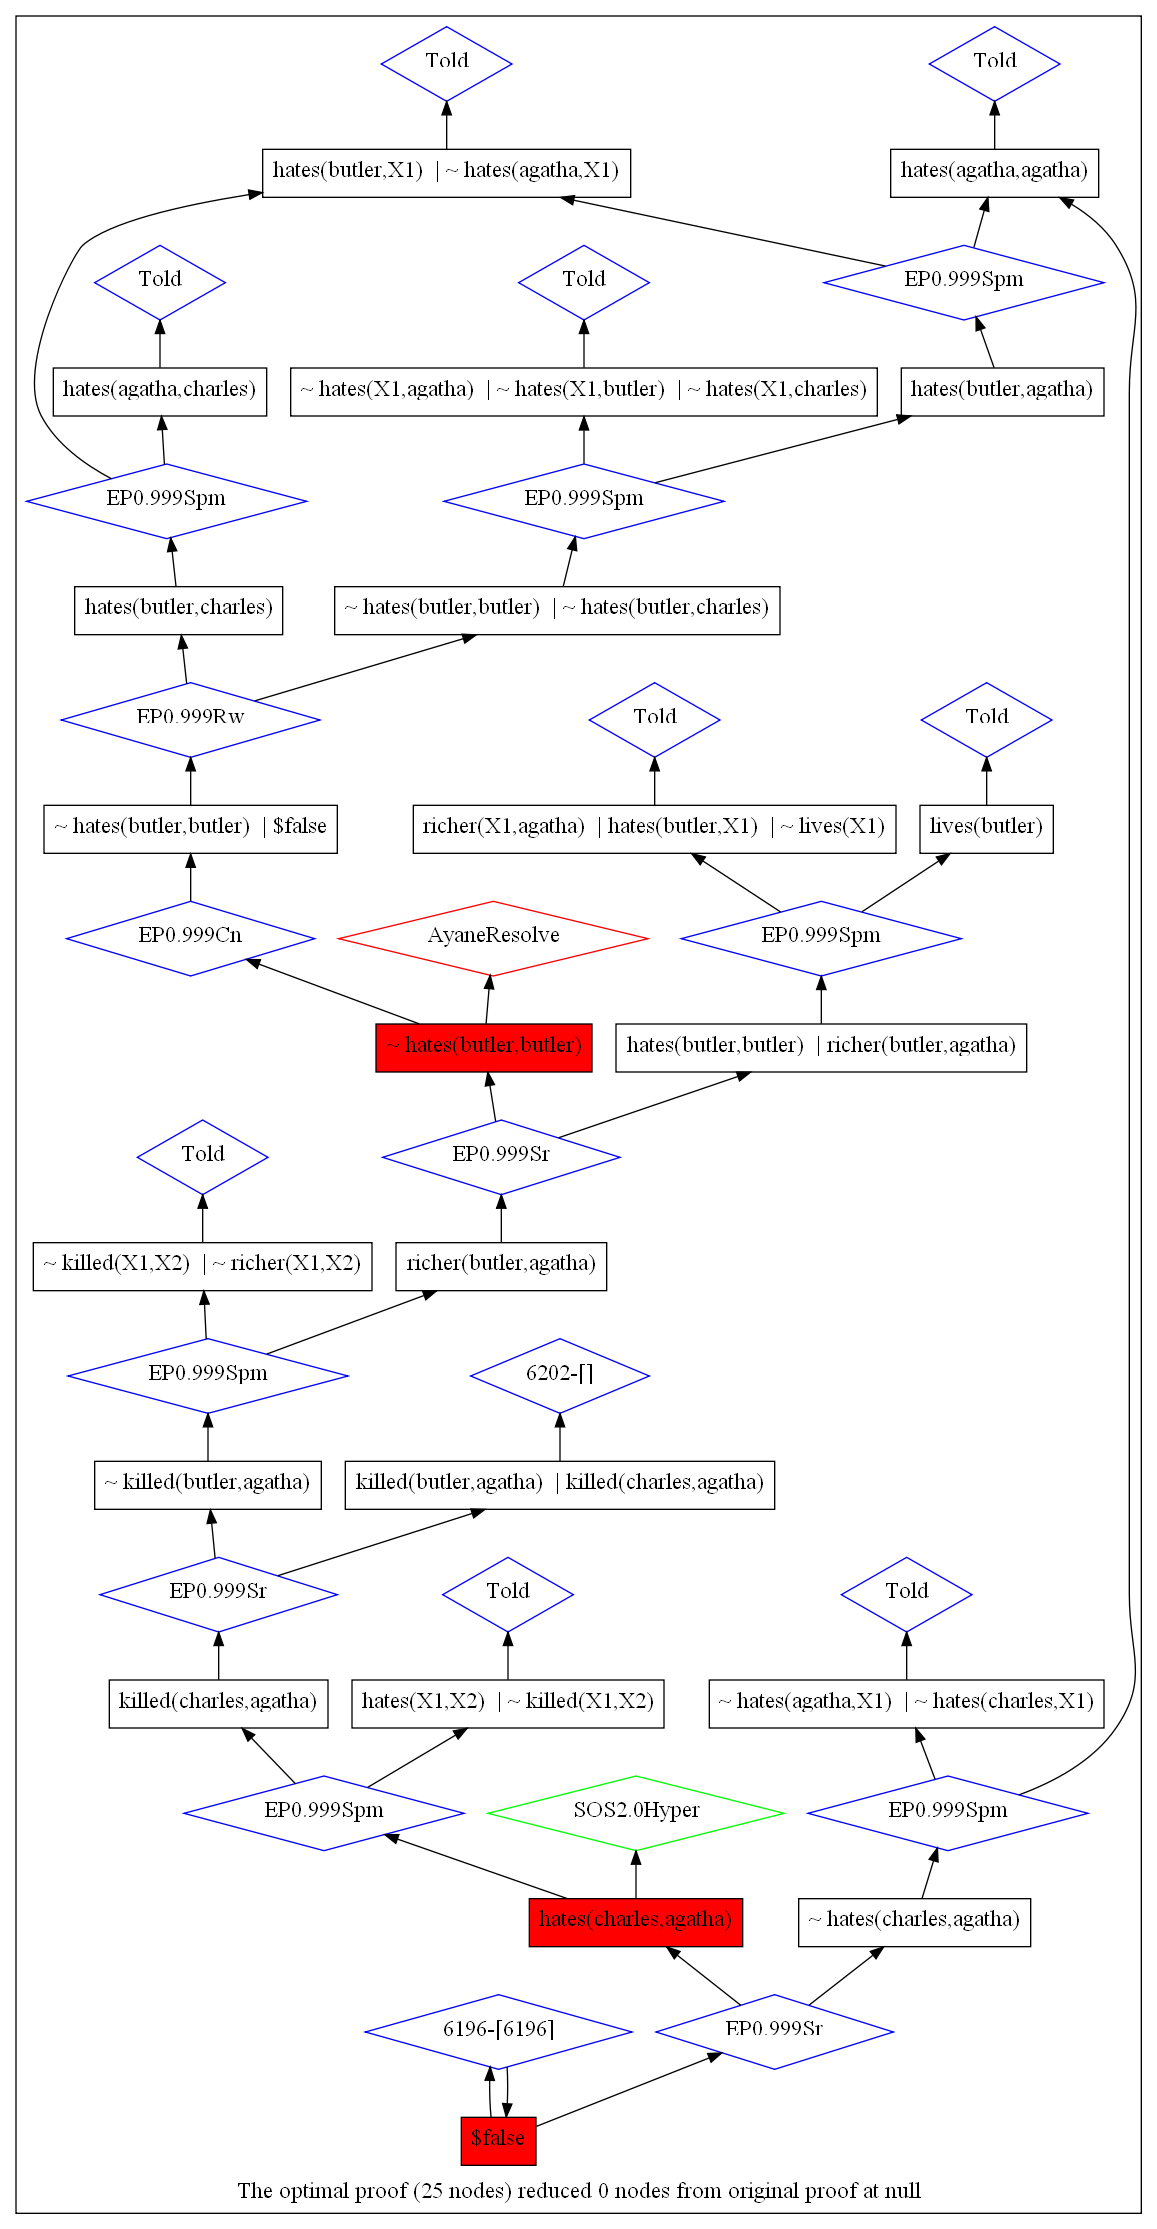 Told
Told
hates(butler,X1) | ~ hates(agatha,X1)
hates(agatha,agatha)
Told
Told
EP0.999Spm
hates(agatha,charles)
~ hates(X1,agatha) | ~ hates(X1,butler) | ~ hates(X1,charles)
hates(butler,agatha)
EP0.999Spm
EP0.999Spm
hates(butler,charles)
~ hates(butler,butler) | ~ hates(butler,charles)
EP0.999Rw
Told
Told
~ hates(butler,butler) | $false
richer(X1,agatha) | hates(butler,X1) | ~ lives(X1)
lives(butler)
EP0.999Cn
AyaneResolve
EP0.999Spm
~ hates(butler,butler)
hates(butler,butler) | richer(butler,agatha)
Told
EP0.999Sr
~ killed(X1,X2) | ~ richer(X1,X2)
richer(butler,agatha)
EP0.999Spm
6202-[]
~ killed(butler,agatha)
killed(butler,agatha) | killed(charles,agatha)
EP0.999Sr
Told
Told
killed(charles,agatha)
hates(X1,X2) | ~ killed(X1,X2)
~ hates(agatha,X1) | ~ hates(charles,X1)
EP0.999Spm
SOS2.0Hyper
EP0.999Spm
hates(charles,agatha)
~ hates(charles,agatha)
6196-[6196]
EP0.999Sr
$false
The optimal proof (25 nodes) reduced 0 nodes from original proof at null